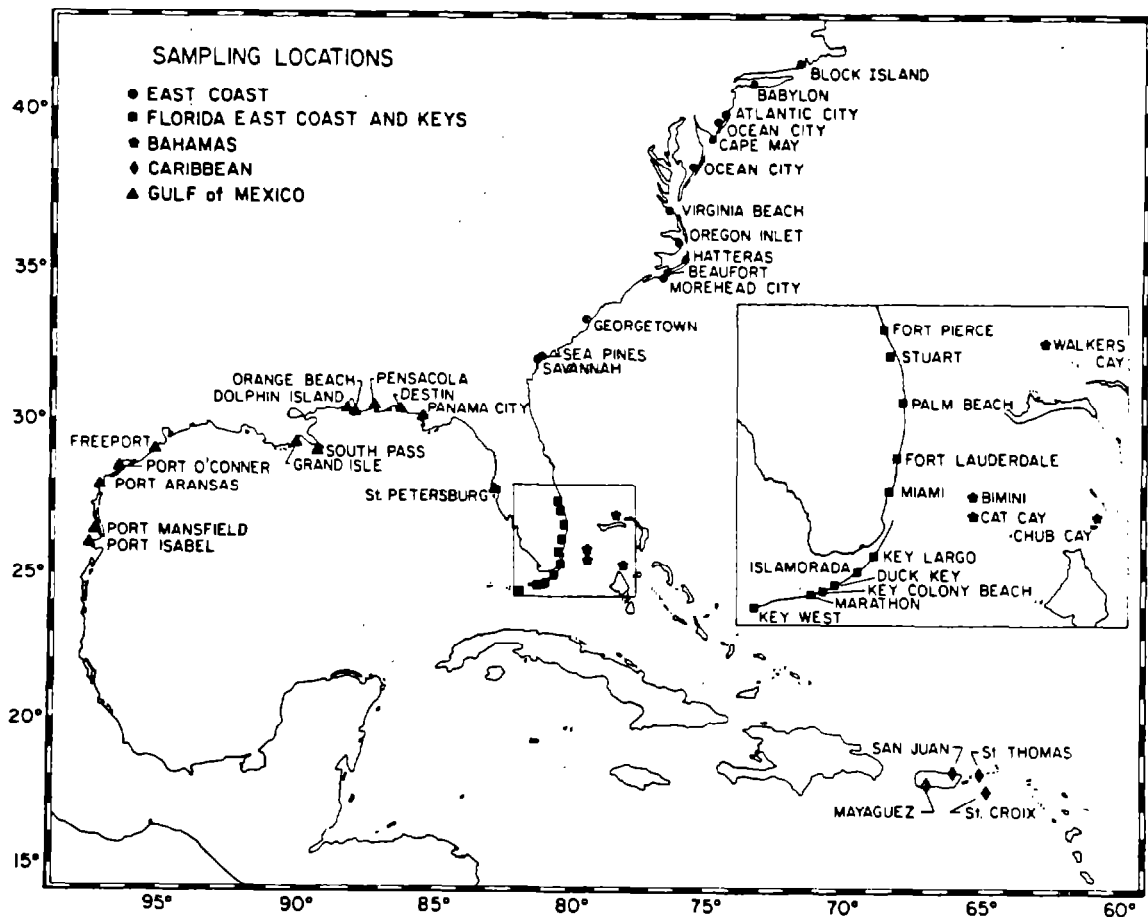 SAMPLING LOCATIONS
EAST COAST
FLORIDA EAST COAST AND KEYS
BAHAMAS
CARIBBEAN
GULF of MEXICO
BLOCK ISLAND
BABYLON
ATLANTIC CITY
OCEAN CITY
CAPE MAY
OCEAN CITY
VIRGINIA BEACH
OREGON INLET
HATTERAS
BEAUFORT
MOREHEAD CITY
GEORGETOWN
SEA PINES
SAVANNAH
ORANGE BEACH
PENSACOLA
DOLPHIN ISLAND
DESTIN
PANAMA CITY
FREEPORT
SOUTH PASS
GRAND ISLE
PORT O'CONNER
PORT ARANSAS
St. PETERSBURG
PORT MANSFIELD
PORT ISABEL
FORT PIERCE
WALKERS
CAY
STUART
PALM BEACH
FORT LAUDERDALE
MIAMI
BIMINI
CAT CAY
CHUB CAY
KEY LARGO
ISLAMORADA
DUCK KEY
KEY COLONY BEACH
MARATHON
KEY WEST
SAN JUAN
St. THOMAS
MAYAGUEZ
St. CROIX
40°
35°
30°
25°
20°
15°
95° 90° 85° 80° 75° 70° 65° 60°